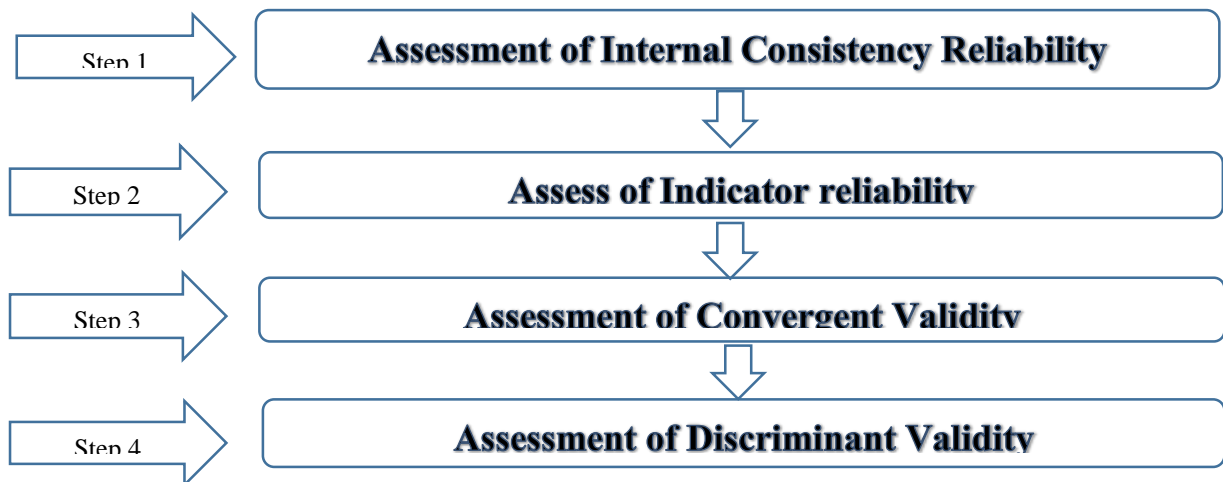 Step 1
Assessment of Internal Consistency Reliability
Step 2
Assess of Indicator reliability
Step 3
Assessment of Convergent Validity
Step 4
Assessment of Discriminant Validity